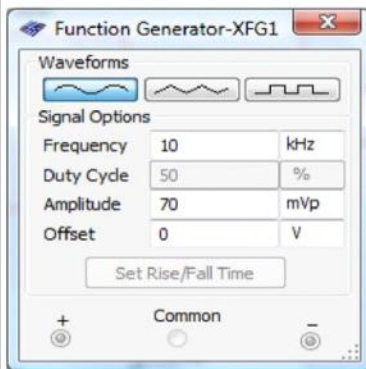 Function Generator-XFG1
Waveforms
Signal Options
Frequency 10 kHz
Duty Cycle 50 %
Amplitude 70 mVp
Offset 0 V
Set Rise/Fall Time
+ Common −